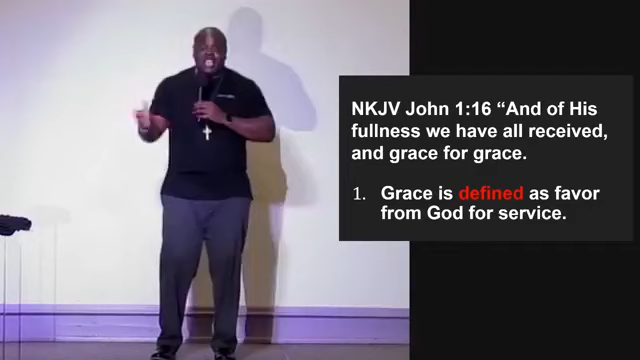 NKJV John 1:16 “And of His
fullness we have all received,
and grace for grace.
1. Grace is defined as favor
from God for service.